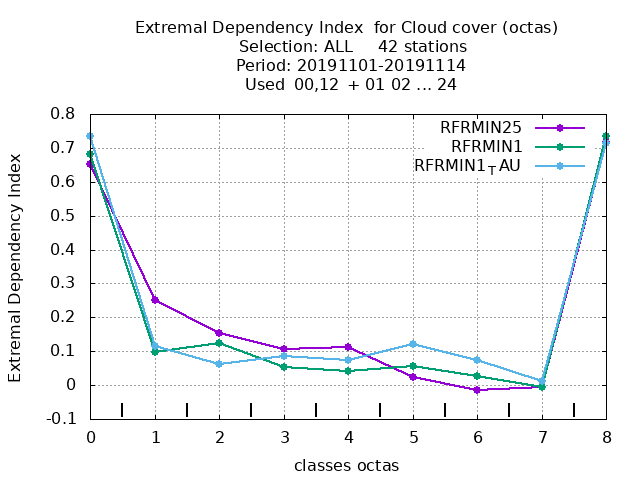 Extremal Dependency Index  for Cloud cover (octas)
Selection: ALL     42 stations
Period: 20191101-20191114
Used  00,12  + 01 02 ... 24
RFRMIN25
RFRMIN1
RFRMIN1TAU
Extremal Dependency Index
0.8
0.7
0.6
0.5
0.4
0.3
0.2
0.1
0
-0.1
0 1 2 3 4 5 6 7 8
classes octas